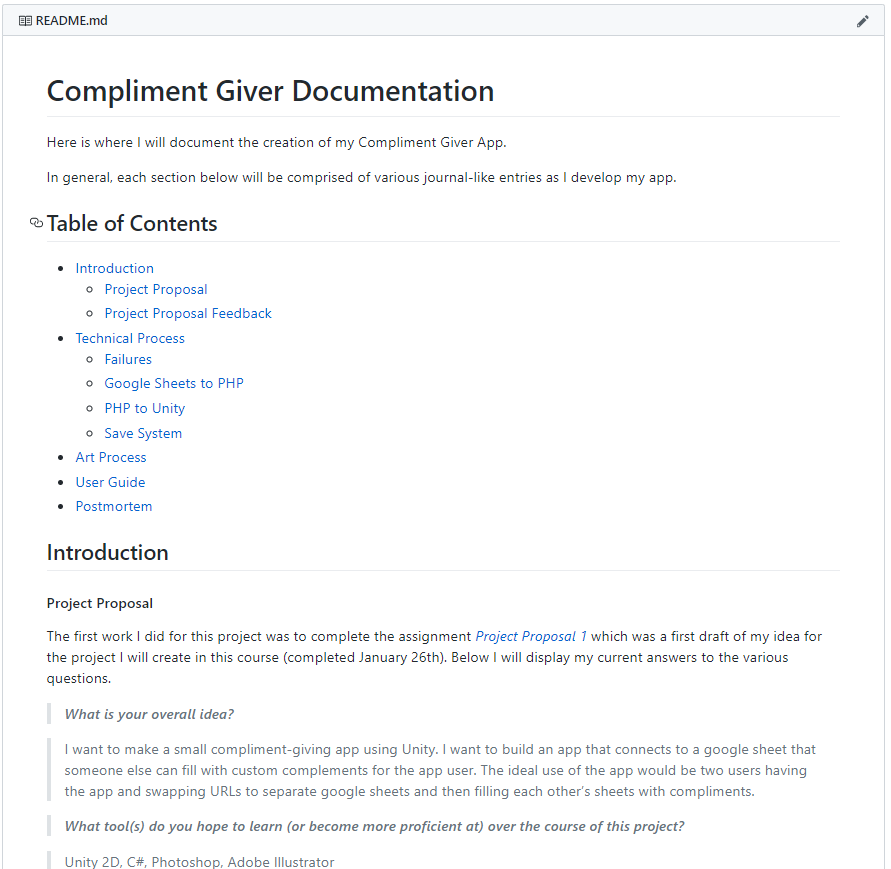 README.md
Compliment Giver Documentation
Here is where I will document the creation of my Compliment Giver App.
In general, each section below will be comprised of various journal-like entries as I develop my app.
Table of Contents
Introduction
Project Proposal
Project Proposal Feedback
Technical Process
Failures
Google Sheets to PHP
PHP to Unity
Save System
Art Process
User Guide
Postmortem
Introduction
Project Proposal
The first work I did for this project was to complete the assignment Project Proposal 1 which was a first draft of my idea for
the project I will create in this course (completed January 26th). Below I will display my current answers to the various
questions.
What is your overall idea?
I want to make a small compliment-giving app using Unity. I want to build an app that connects to a google sheet that
someone else can fill with custom complements for the app user. The ideal use of the app would be two users having
the app and swapping URLs to separate google sheets and then filling each other's sheets with compliments.
What tool(s) do you hope to learn (or become more proficient at) over the course of this project?
Unity 2D, C#, Photoshop, Adobe Illustrator